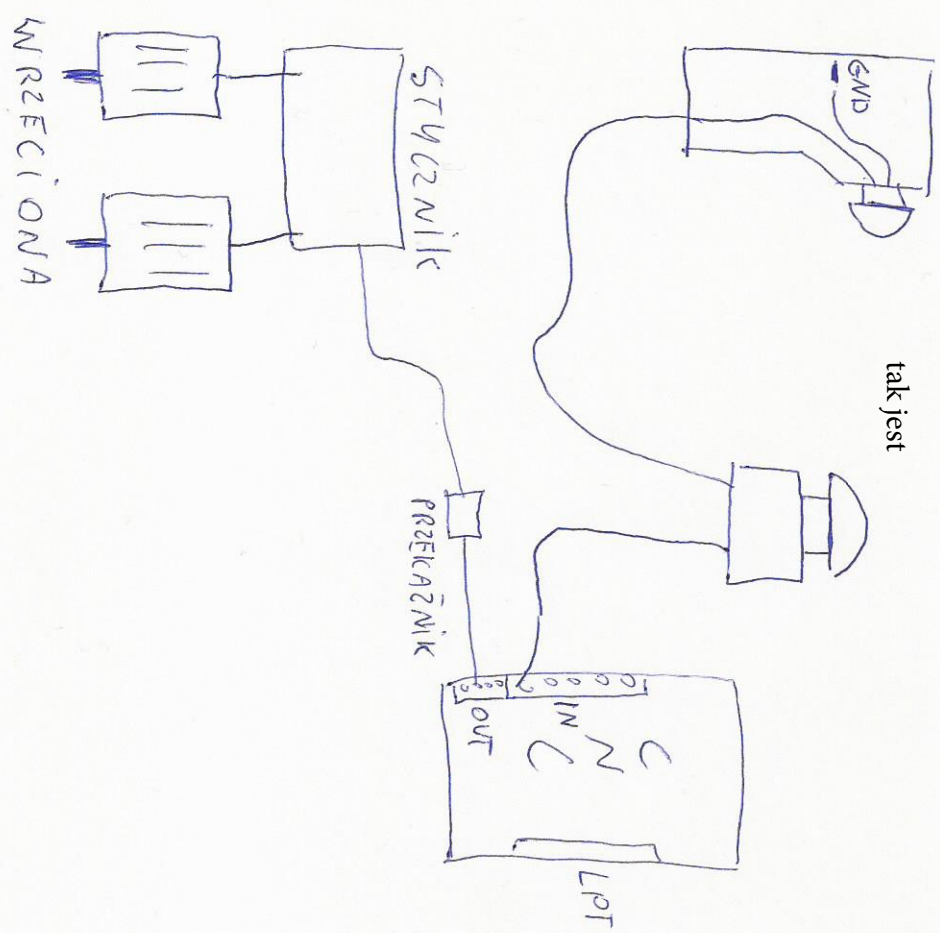 tak jest
GND
STYCZNiK
WRZECiONA
PRZEKAŹNiK
IN
OUT
CNC
LPT